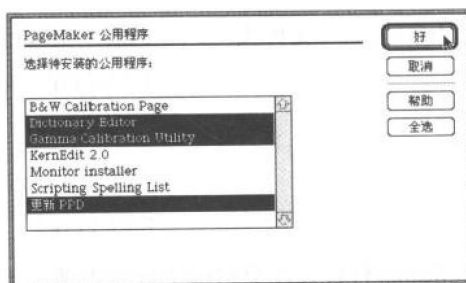 PageMaker 公用程序
选择待安装的公用程序：
B&W Calibration Page
Dictionary Editor
Gamma Calibration Utility
KernEdit 2.0
Monitor installer
Scripting Spelling List
更新 PPD
好
取消
帮助
全选